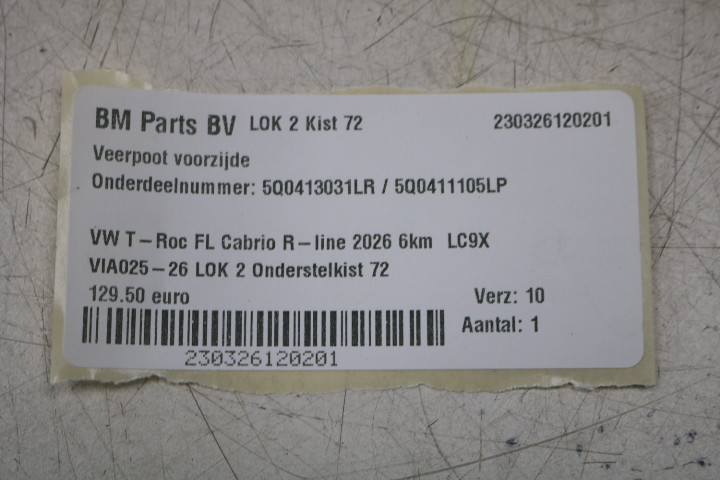 BM Parts BV LOK 2 Kist 72 230326120201
Veerpoot voorzijde
Onderdeelnummer: 5Q0413031LR / 5Q0411105LP
VW T-Roc FL Cabrio R-line 2026 6km LC9X
VIA025-26 LOK 2 Onderstelkist 72
129.50 euro Verz: 10
Aantal: 1
230326120201